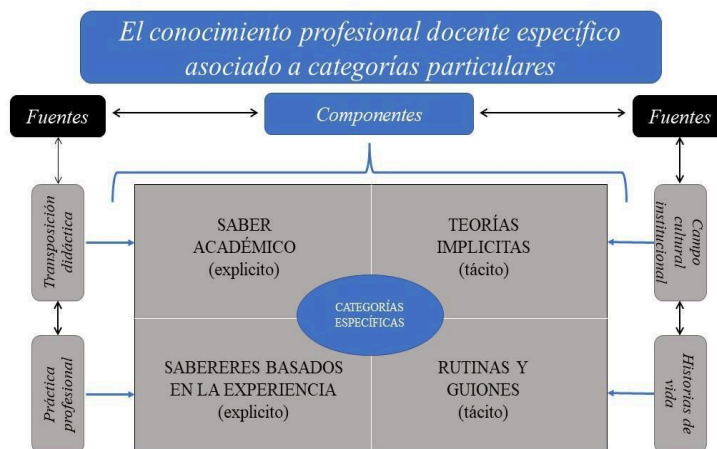 El conocimiento profesional docente específico
asociado a categorías particulares
Fuentes
Componentes
Fuentes
Transposición
didáctica
SABER
ACADÉMICO
(explicito)
TEORÍAS
IMPLICITAS
(tácito)
Campo
cultural
institucional
CATEGORÍAS
ESPECÍFICAS
Práctica
profesional
SABERERES BASADOS
EN LA EXPERIENCIA
(explicito)
RUTINAS Y
GUIONES
(tácito)
Historias de
vida